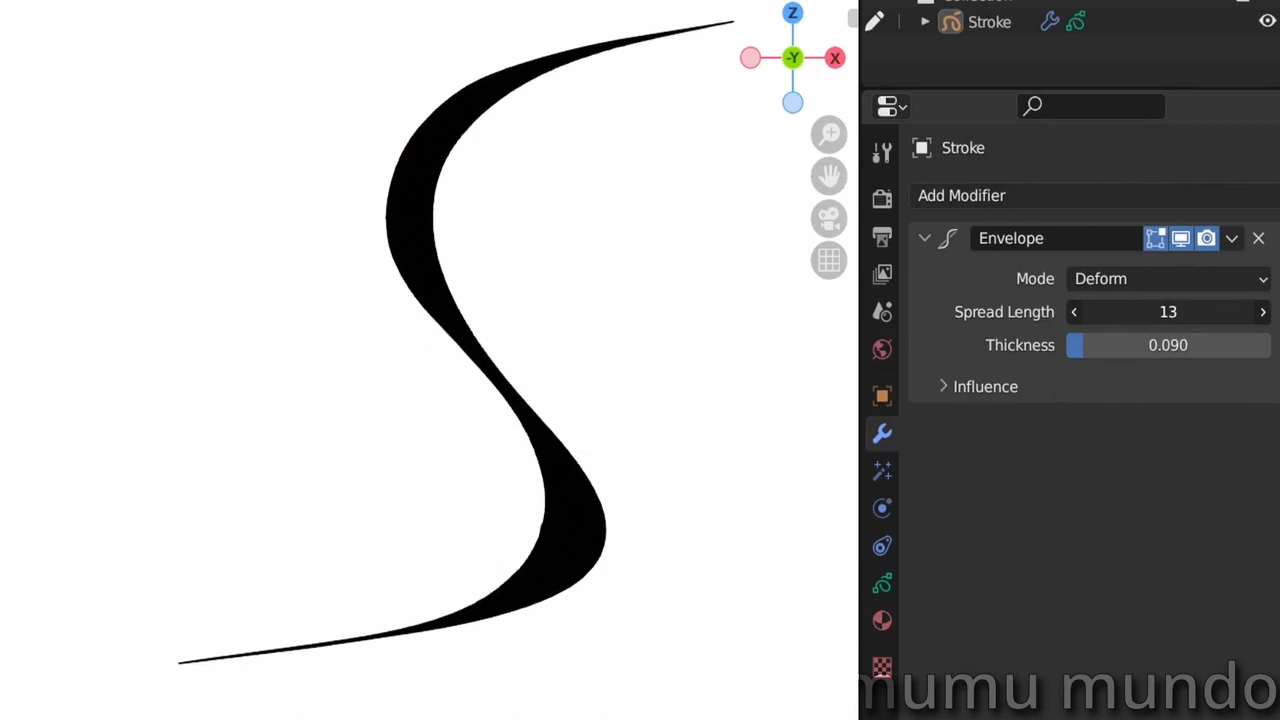 Z
-Y
X
Stroke
Stroke
Add Modifier
Envelope
Mode
Deform
Spread Length
13
Thickness
0.090
Influence
mumu mundo